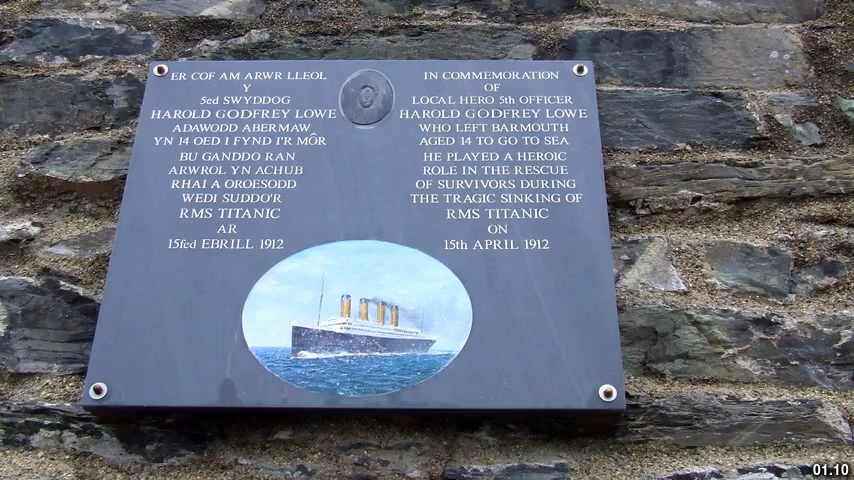 ER COF AM ARWR LLEOL
Y
5ed SWYDDOG
HAROLD GODFREY LOWE
ADAWODD ABERMAW
YN 14 OED I FYND I'R MÔR
BU GANDDO RAN
ARWROL YN ACHUB
RHAI A OROESODD
WEDI SUDDO'R
RMS TITANIC
AR
15fed EBRILL 1912
IN COMMEMORATION
OF
LOCAL HERO 5th OFFICER
HAROLD GODFREY LOWE
WHO LEFT BARMOUTH
AGED 14 TO GO TO SEA
HE PLAYED A HEROIC
ROLE IN THE RESCUE
OF SURVIVORS DURING
THE TRAGIC SINKING OF
RMS TITANIC
ON
15th APRIL 1912
01.10